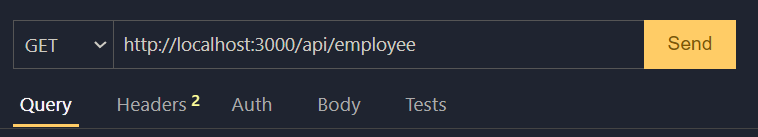 GET http://localhost:3000/api/employee Send
Query Headers 2 Auth Body Tests